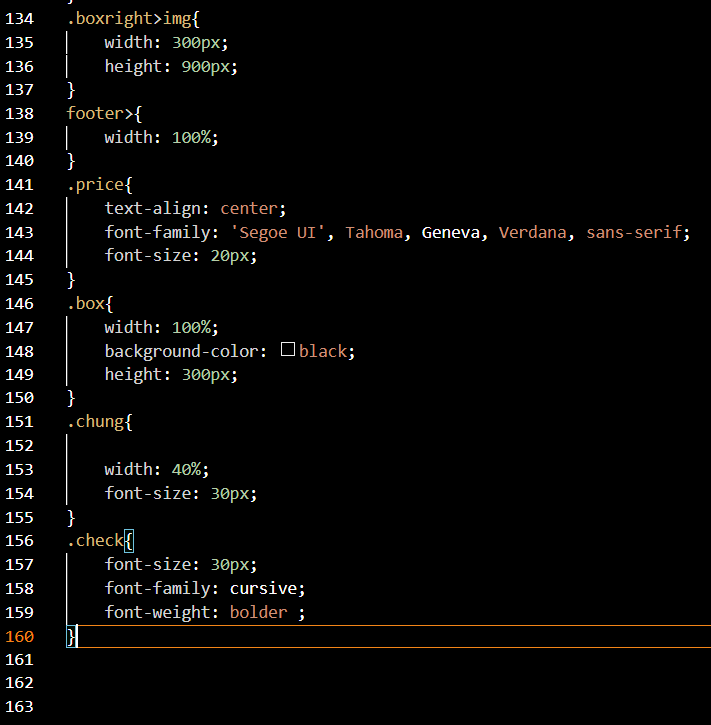 134 .boxright>img{
135     width: 300px;
136     height: 900px;
137 }
138 footer>{
139     width: 100%;
140 }
141 .price{
142     text-align: center;
143     font-family: 'Segoe UI', Tahoma, Geneva, Verdana, sans-serif;
144     font-size: 20px;
145 }
146 .box{
147     width: 100%;
148     background-color: black;
149     height: 300px;
150 }
151 .chung{
152
153     width: 40%;
154     font-size: 30px;
155 }
156 .check{
157     font-size: 30px;
158     font-family: cursive;
159     font-weight: bolder ;
160 }
161
162
163